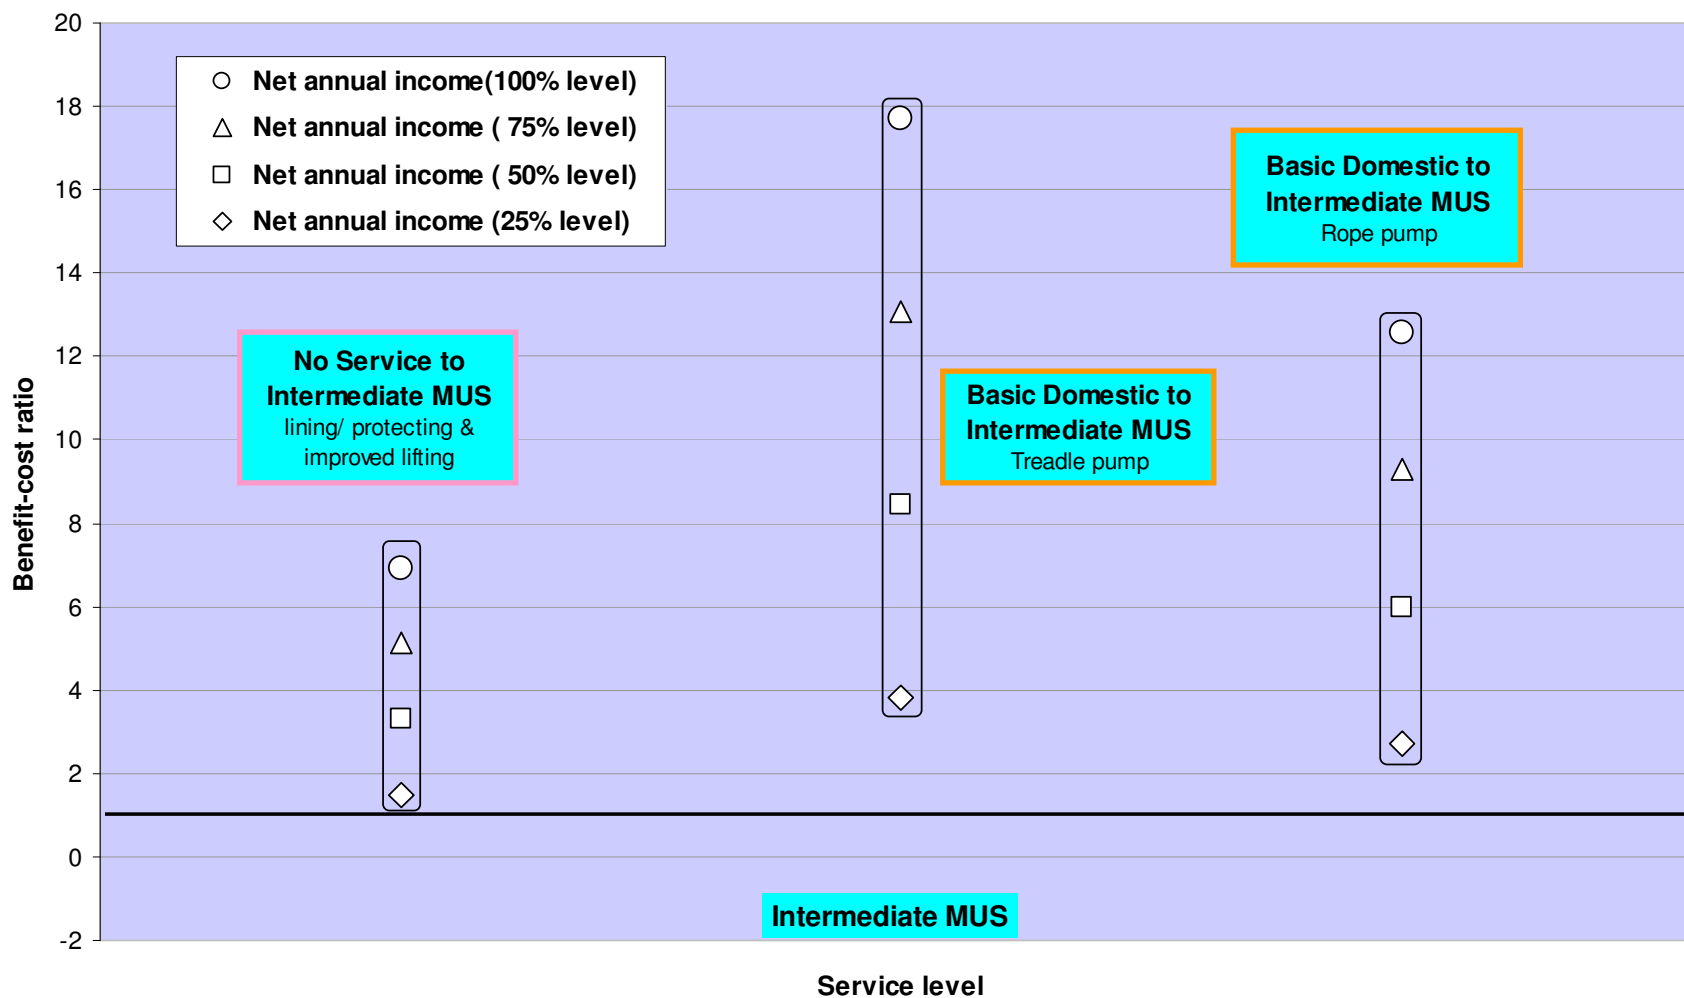 20
18
16
14
12
10
8
6
4
2
0
-2
Benefit-cost ratio
Net annual income(100% level)
Net annual income ( 75% level)
Net annual income ( 50% level)
Net annual income (25% level)
No Service to
Intermediate MUS
lining/ protecting &
improved lifting
Basic Domestic to
Intermediate MUS
Treadle pump
Basic Domestic to
Intermediate MUS
Rope pump
Intermediate MUS
Service level